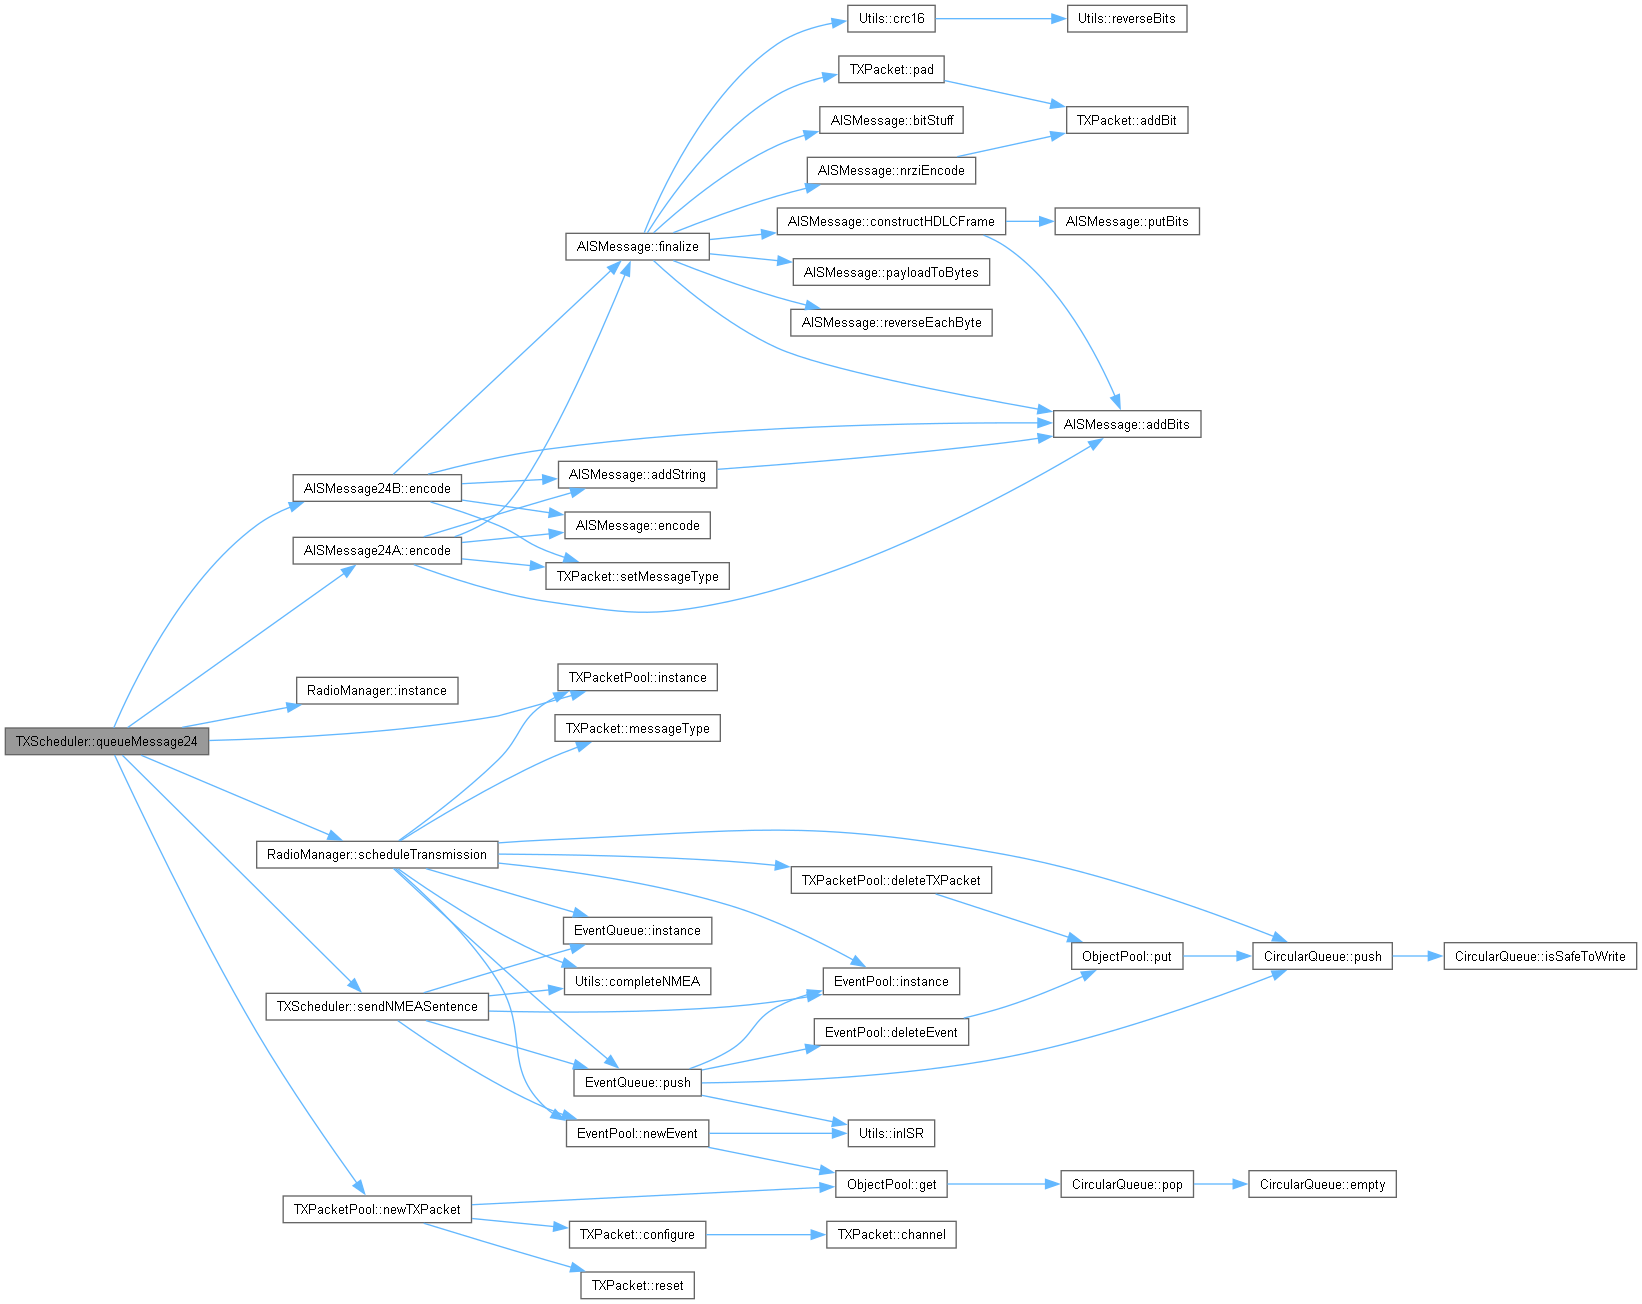 Utils::crc16
Utils::reverseBits
TXPacket::pad
AISMessage::bitStuff
TXPacket::addBit
AISMessage::nrziEncode
AISMessage::constructHDLCFrame
AISMessage::putBits
AISMessage::finalize
AISMessage::payloadToBytes
AISMessage::reverseEachByte
AISMessage::addBits
AISMessage::addString
AISMessage24B::encode
AISMessage::encode
AISMessage24A::encode
TXPacket::setMessageType
TXPacketPool::instance
RadioManager::instance
TXPacket::messageType
TXScheduler::queueMessage24
RadioManager::scheduleTransmission
TXPacketPool::deleteTXPacket
EventQueue::instance
ObjectPool::put
CircularQueue::push
CircularQueue::isSafeToWrite
Utils::completeNMEA
EventPool::instance
TXScheduler::sendNMEASentence
EventPool::deleteEvent
EventQueue::push
EventPool::newEvent
Utils::inISR
ObjectPool::get
CircularQueue::pop
CircularQueue::empty
TXPacketPool::newTXPacket
TXPacket::configure
TXPacket::channel
TXPacket::reset